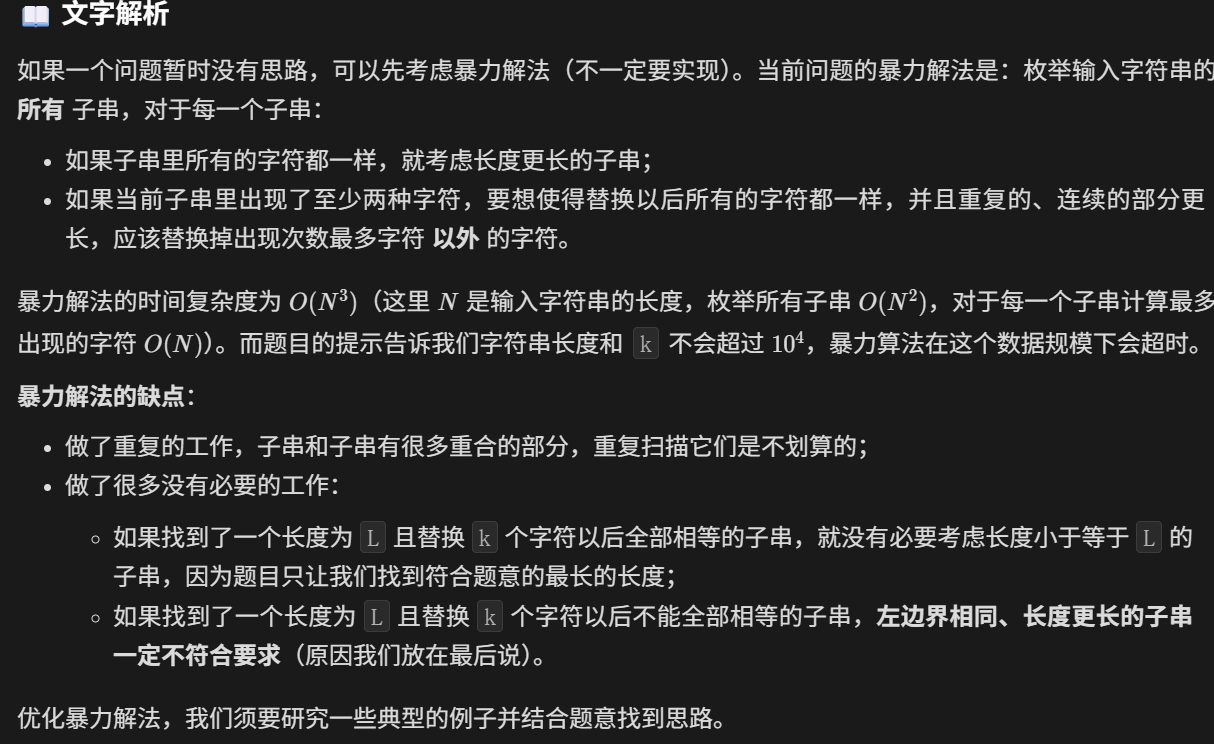 📖 文字解析
如果一个问题暂时没有思路，可以先考虑暴力解法（不一定要实现）。当前问题的暴力解法是：枚举输入字符串的
所有 子串，对于每一个子串：
• 如果子串里所有的字符都一样，就考虑长度更长的子串；
• 如果当前子串里出现了至少两种字符，要想使得替换以后所有的字符都一样，并且重复的、连续的部分更
长，应该替换掉出现次数最多字符 以外 的字符。
暴力解法的时间复杂度为 O(N³)（这里 N 是输入字符串的长度，枚举所有子串 O(N²)，对于每一个子串计算最多
出现的字符 O(N)）。而题目的提示告诉我们字符串长度和 k 不会超过 10⁴，暴力算法在这个数据规模下会超时。
暴力解法的缺点：
• 做了重复的工作，子串和子串有很多重合的部分，重复扫描它们是不划算的；
• 做了很多没有必要的工作：
◦ 如果找到了一个长度为 L 且替换 k 个字符以后全部相等的子串，就没有必要考虑长度小于等于 L 的
子串，因为题目只让我们找到符合题意的最长的长度；
◦ 如果找到了一个长度为 L 且替换 k 个字符以后不能全部相等的子串，左边界相同、长度更长的子串
一定不符合要求（原因我们放在最后说）。
优化暴力解法，我们须要研究一些典型的例子并结合题意找到思路。